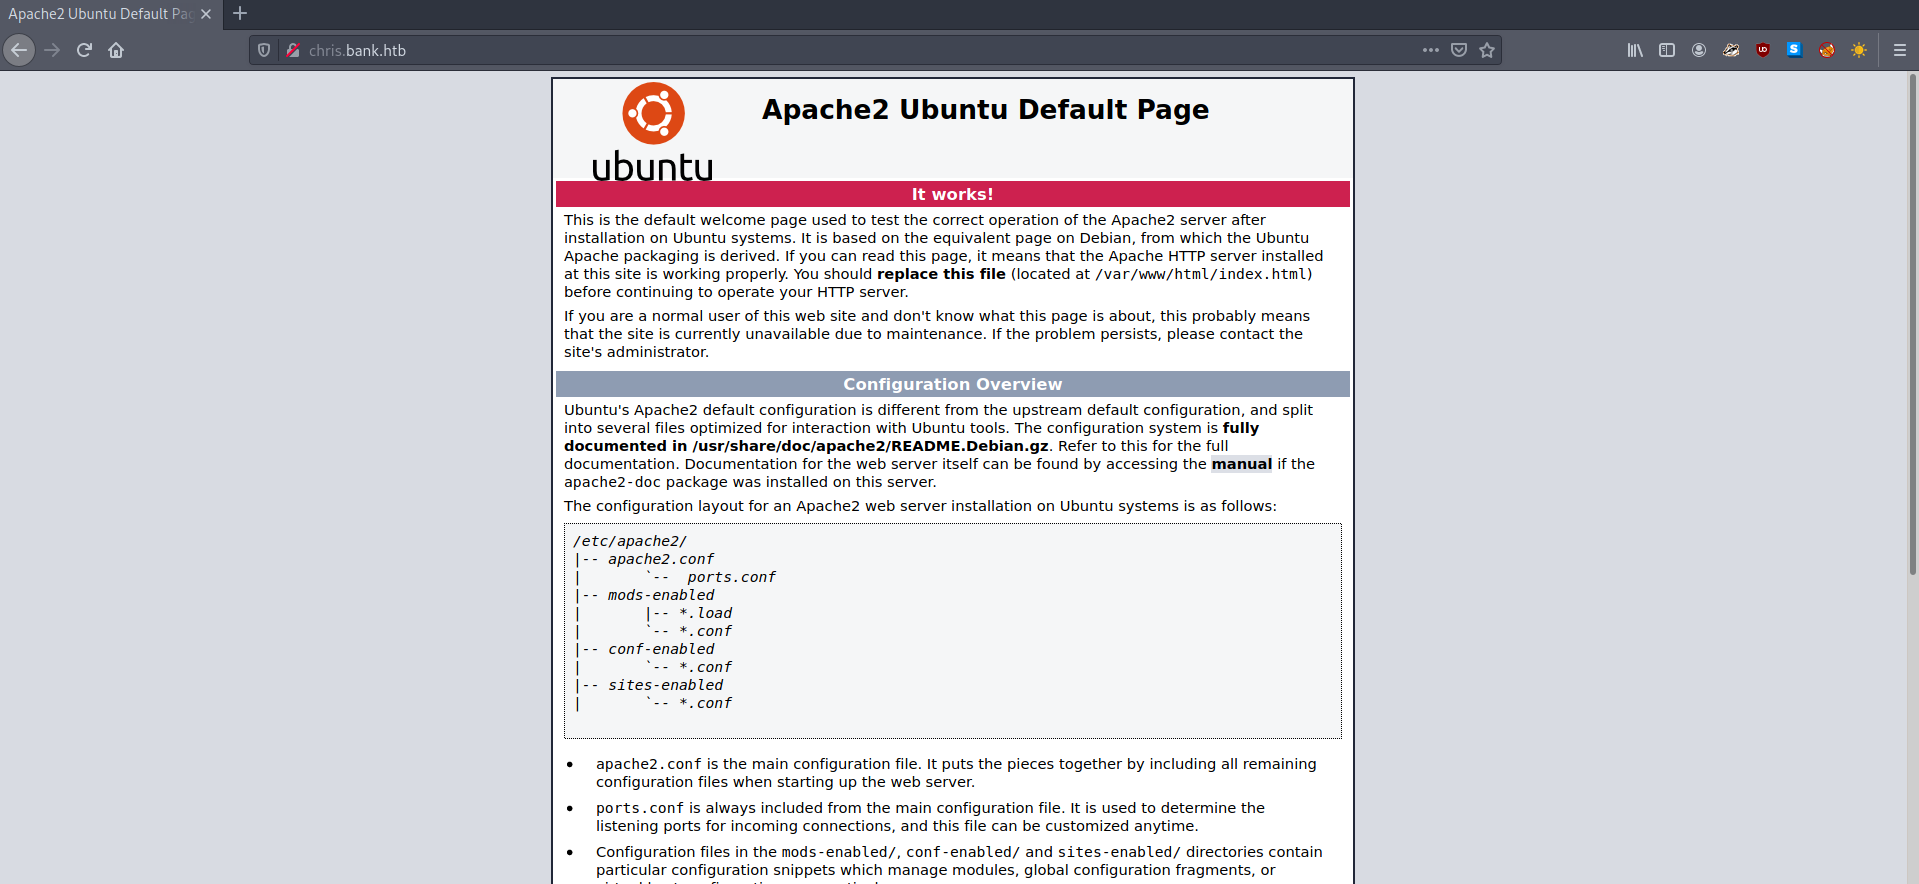 Apache2 Ubuntu Default Pag
chris.bank.htb
ubuntu
Apache2 Ubuntu Default Page
It works!
This is the default welcome page used to test the correct operation of the Apache2 server after
installation on Ubuntu systems. It is based on the equivalent page on Debian, from which the Ubuntu
Apache packaging is derived. If you can read this page, it means that the Apache HTTP server installed
at this site is working properly. You should replace this file (located at /var/www/html/index.html)
before continuing to operate your HTTP server.
If you are a normal user of this web site and don't know what this page is about, this probably means
that the site is currently unavailable due to maintenance. If the problem persists, please contact the
site's administrator.
Configuration Overview
Ubuntu's Apache2 default configuration is different from the upstream default configuration, and split
into several files optimized for interaction with Ubuntu tools. The configuration system is fully
documented in /usr/share/doc/apache2/README.Debian.gz. Refer to this for the full
documentation. Documentation for the web server itself can be found by accessing the manual if the
apache2-doc package was installed on this server.
The configuration layout for an Apache2 web server installation on Ubuntu systems is as follows:
/etc/apache2/
|-- apache2.conf
|       `--  ports.conf
|-- mods-enabled
|       |-- *.load
|       `-- *.conf
|-- conf-enabled
|       `-- *.conf
|-- sites-enabled
|       `-- *.conf
• apache2.conf is the main configuration file. It puts the pieces together by including all remaining
configuration files when starting up the web server.
• ports.conf is always included from the main configuration file. It is used to determine the
listening ports for incoming connections, and this file can be customized anytime.
• Configuration files in the mods-enabled/, conf-enabled/ and sites-enabled/ directories contain
particular configuration snippets which manage modules, global configuration fragments, or